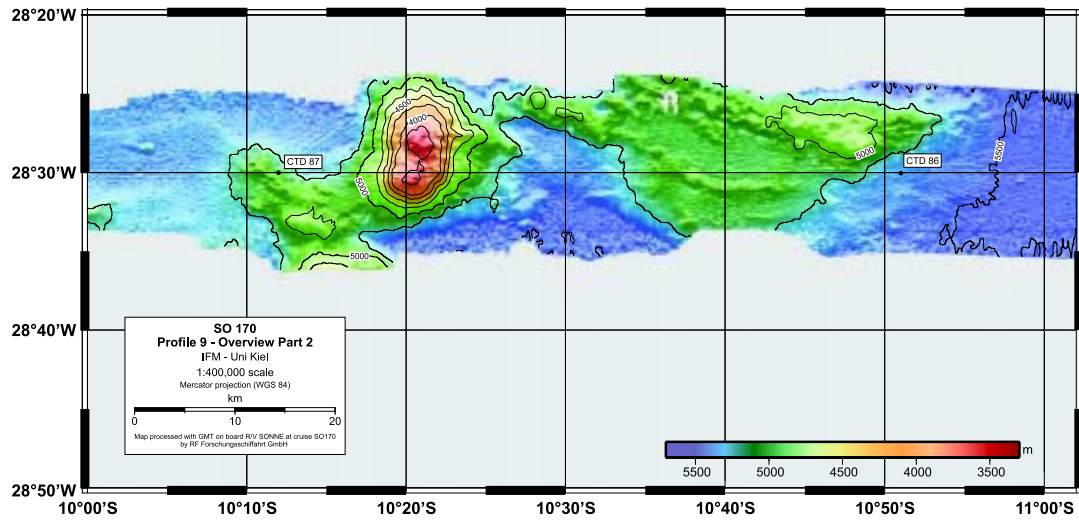 28°20'W
28°30'W
28°40'W
28°50'W
4500
4000
CTD 87
5000
5000
5000
CTD 86
5500
SO 170
Profile 9 - Overview Part 2
IFM - Uni Kiel
1:400,000 scale
Mercator projection (WGS 84)
km
0 10 20
Map processed with GMT on board R/V SONNE at cruise SO170
by RF Forschungsschiffahrt GmbH
m
5500 5000 4500 4000 3500
10°00'S 10°10'S 10°20'S 10°30'S 10°40'S 10°50'S 11°00'S